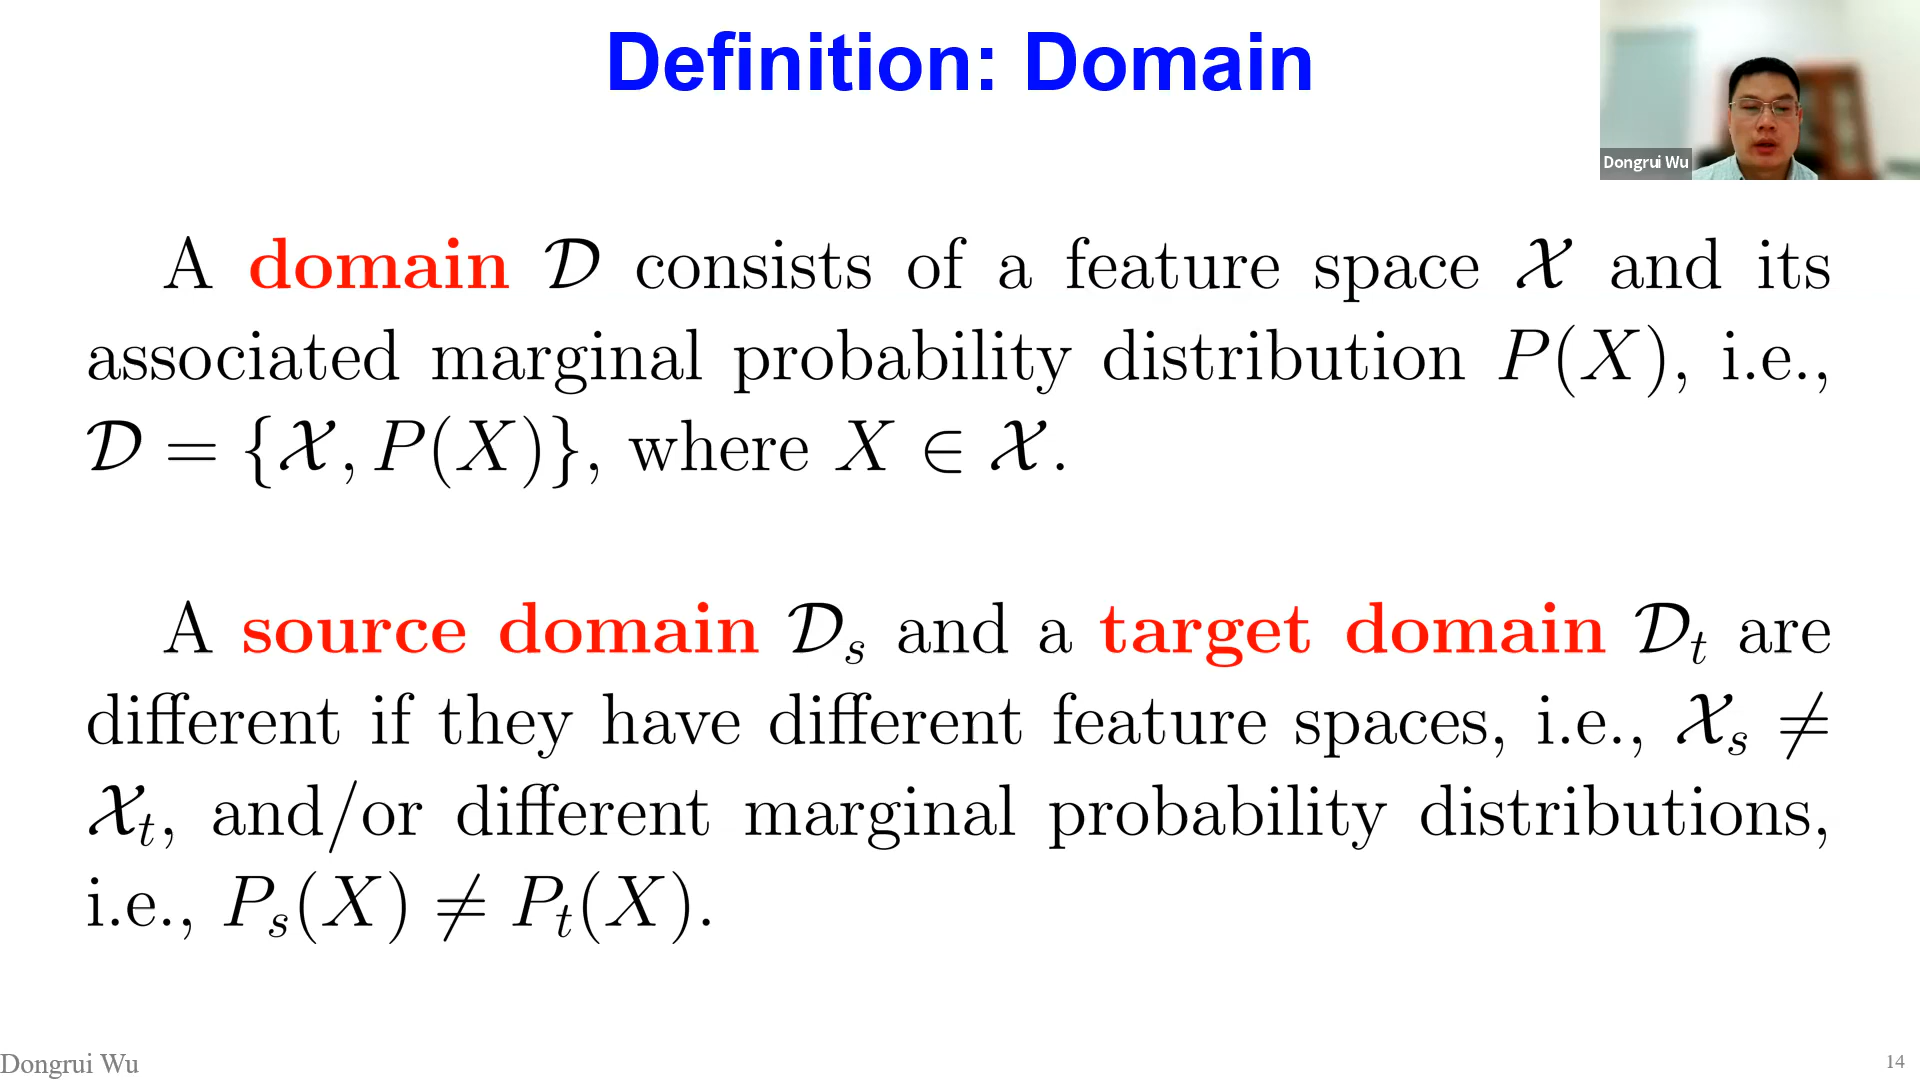 Definition: Domain
Dongrui Wu
A domain 𝒟 consists of a feature space 𝒳 and its
associated marginal probability distribution P(X), i.e.,
𝒟 = {𝒳, P(X)}, where X ∈ 𝒳.
A source domain 𝒟ₛ and a target domain 𝒟ₜ are
different if they have different feature spaces, i.e., 𝒳ₛ ≠
𝒳ₜ, and/or different marginal probability distributions,
i.e., Pₛ(X) ≠ Pₜ(X).
Dongrui Wu
14